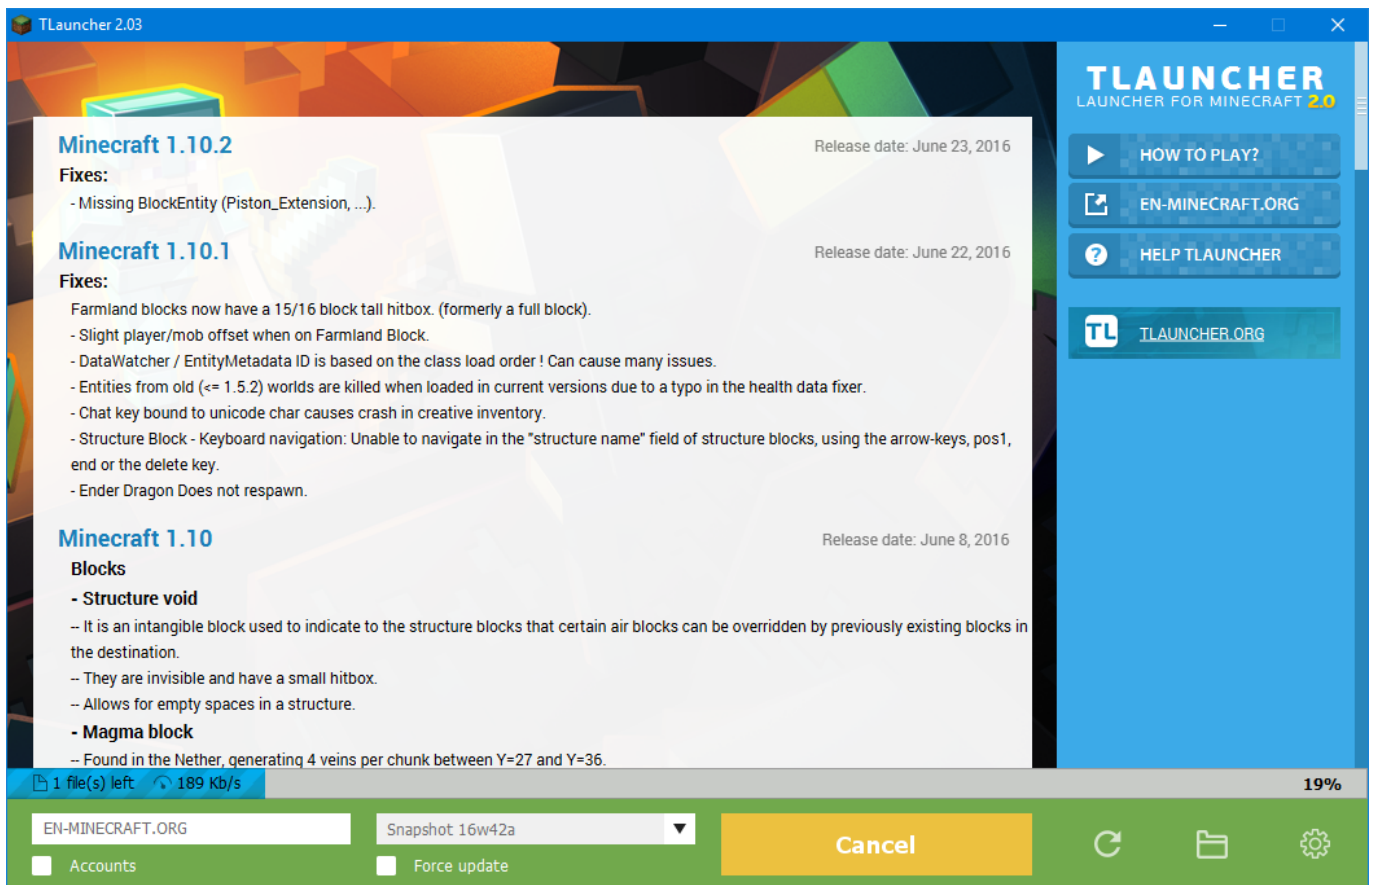 TLauncher 2.03
Minecraft 1.10.2
Release date: June 23, 2016
Fixes:
- Missing BlockEntity (Piston_Extension, ...).
Minecraft 1.10.1
Release date: June 22, 2016
Fixes:
Farmland blocks now have a 15/16 block tall hitbox. (formerly a full block).
- Slight player/mob offset when on Farmland Block.
- DataWatcher / EntityMetadata ID is based on the class load order ! Can cause many issues.
- Entities from old (<= 1.5.2) worlds are killed when loaded in current versions due to a typo in the health data fixer.
- Chat key bound to unicode char causes crash in creative inventory.
- Structure Block - Keyboard navigation: Unable to navigate in the "structure name" field of structure blocks, using the arrow-keys, pos1,
end or the delete key.
- Ender Dragon Does not respawn.
Minecraft 1.10
Release date: June 8, 2016
Blocks
- Structure void
-- It is an intangible block used to indicate to the structure blocks that certain air blocks can be overridden by previously existing blocks in
the destination.
-- They are invisible and have a small hitbox.
-- Allows for empty spaces in a structure.
- Magma block
-- Found in the Nether, generating 4 veins per chunk between Y=27 and Y=36.
TLAUNCHER
LAUNCHER FOR MINECRAFT 2.0
HOW TO PLAY?
EN-MINECRAFT.ORG
HELP TLAUNCHER
TL TLAUNCHER.ORG
1 file(s) left 189 Kb/s
19%
EN-MINECRAFT.ORG
Snapshot 16w42a
Cancel
Accounts
Force update